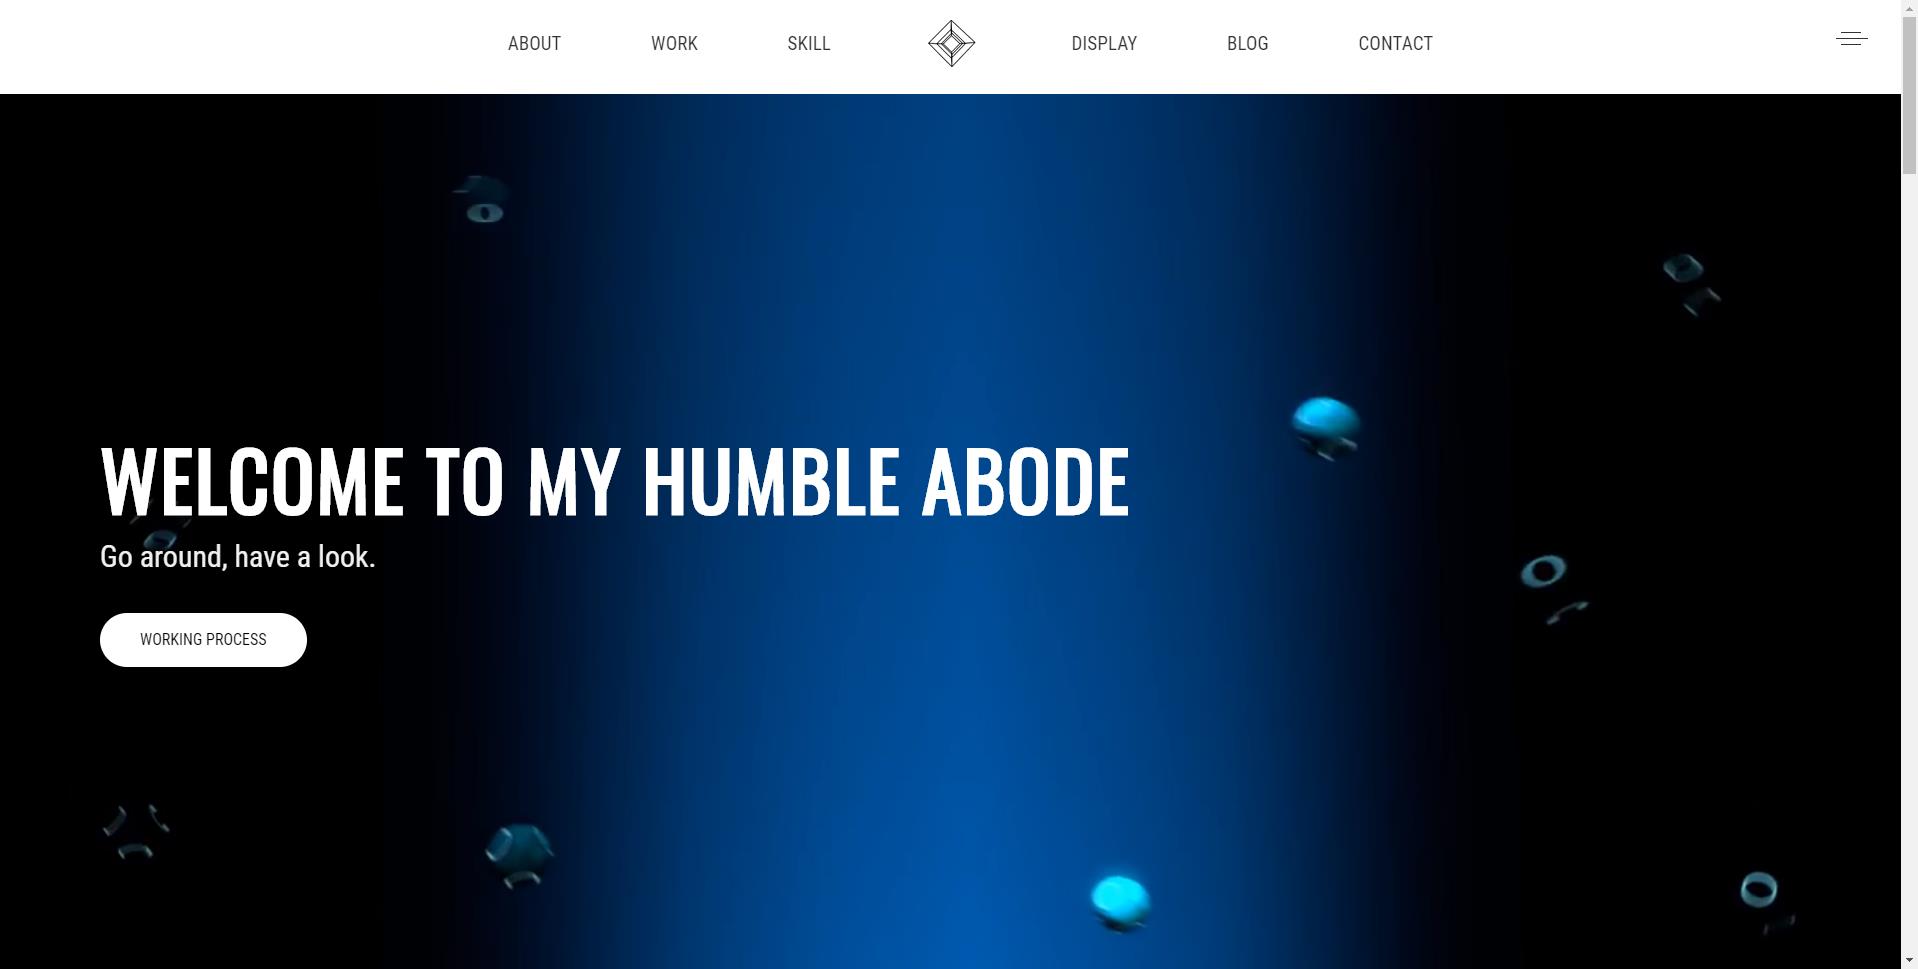 ABOUT WORK SKILL DISPLAY BLOG CONTACT
WELCOME TO MY HUMBLE ABODE
Go around, have a look.
WORKING PROCESS